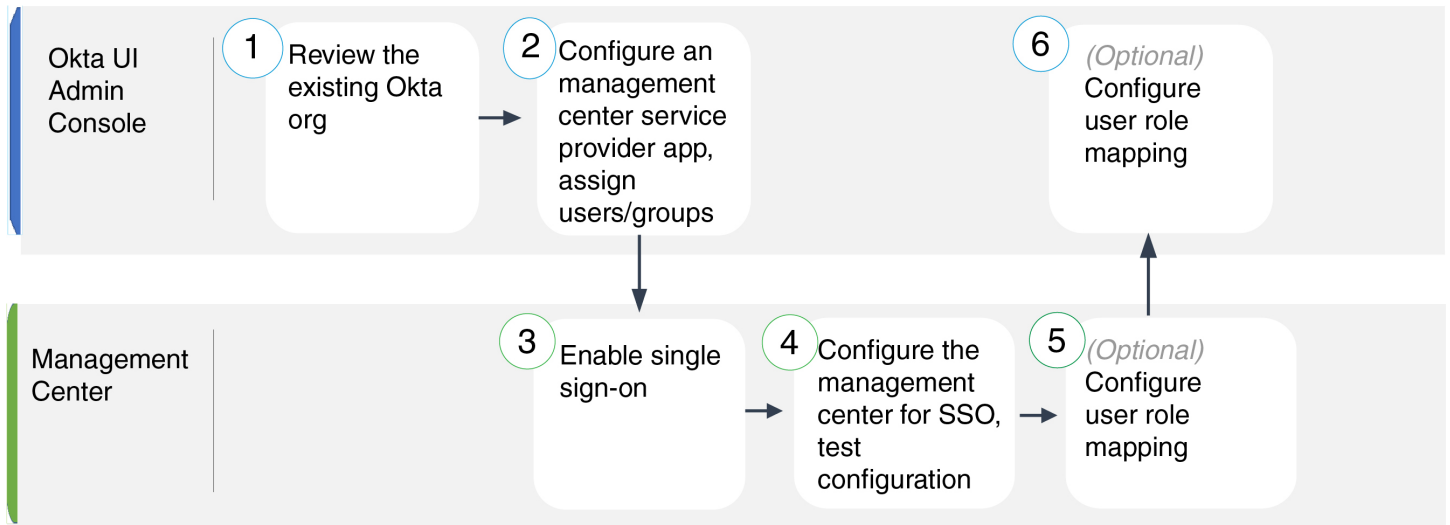 Okta UI
Admin
Console
1
Review the
existing Okta
org
2
Configure an
management
center service
provider app,
assign
users/groups
6
(Optional)
Configure
user role
mapping
Management
Center
3
Enable single
sign-on
4
Configure the
management
center for SSO,
test
configuration
5
(Optional)
Configure
user role
mapping